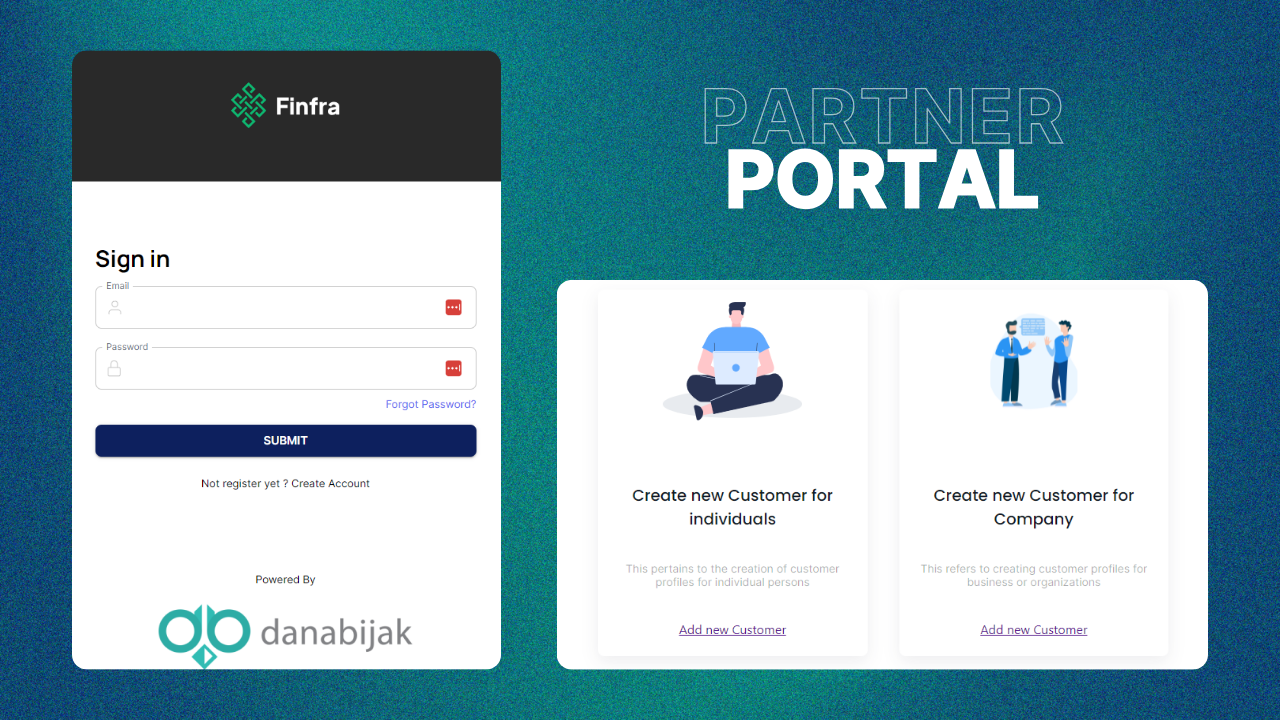 Finfra
Sign in
Email
Password
Forgot Password?
SUBMIT
Not register yet ? Create Account
Powered By
danabijak
PARTNER
PORTAL
Create new Customer for
individuals
This pertains to the creation of customer
profiles for individual persons
Add new Customer
Create new Customer for
Company
This refers to creating customer profiles for
business or organizations
Add new Customer